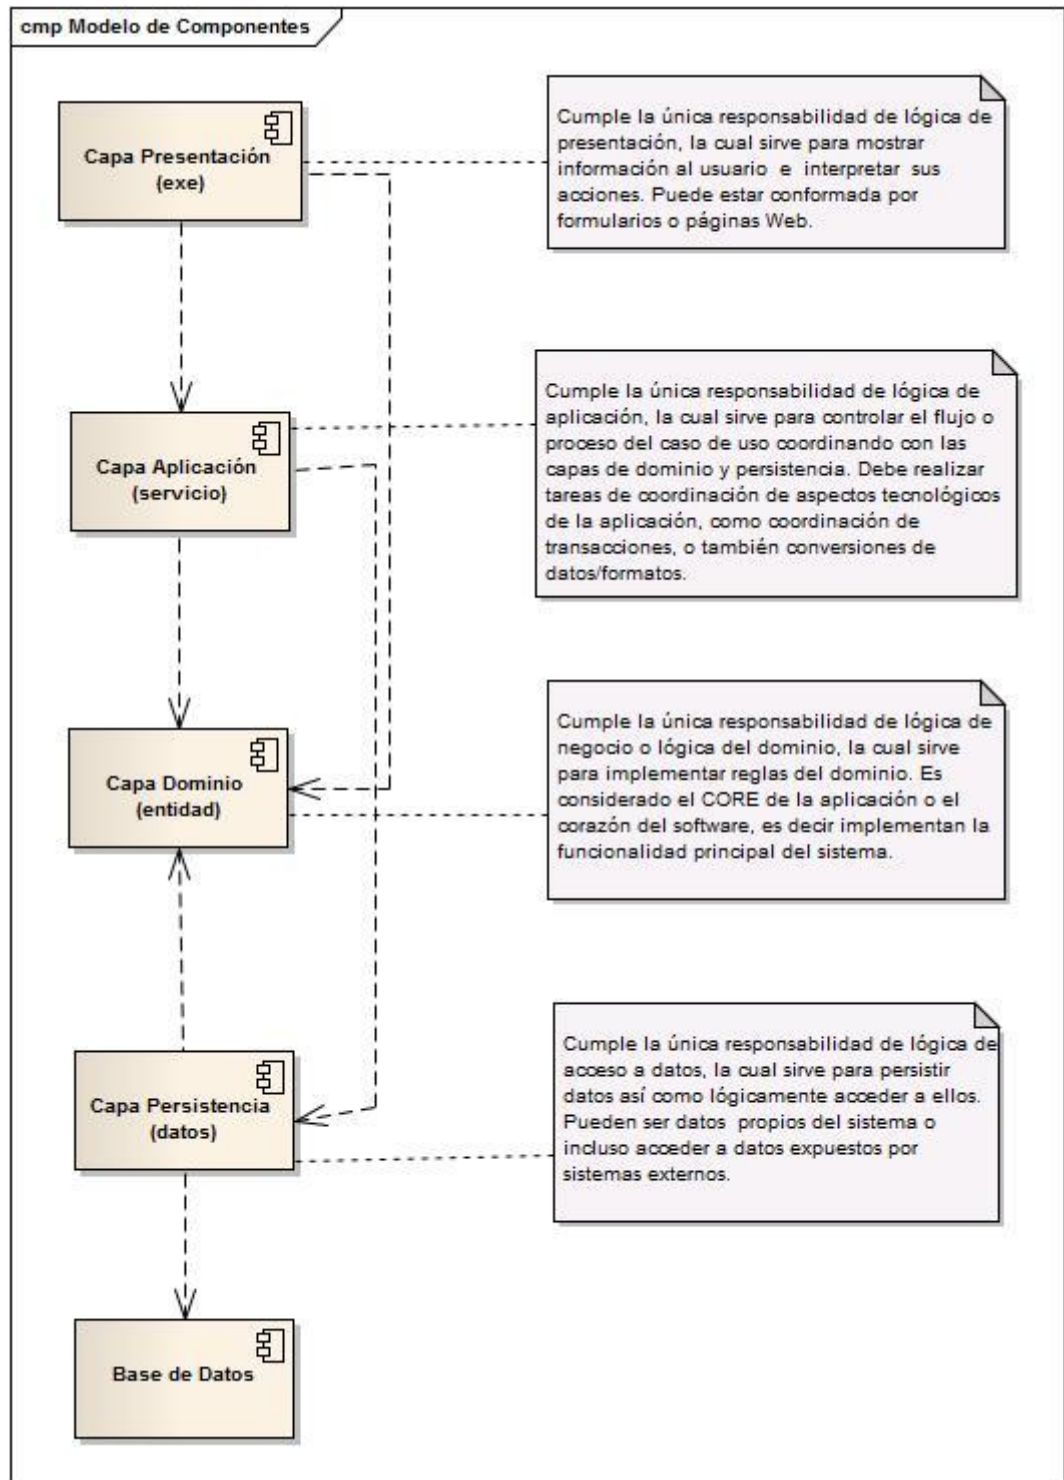 cmp Modelo de Componentes
Capa Presentación
(exe)
Cumple la única responsabilidad de lógica de
presentación, la cual sirve para mostrar
información al usuario e interpretar sus
acciones. Puede estar conformada por
formularios o páginas Web.
Capa Aplicación
(servicio)
Cumple la única responsabilidad de lógica de
aplicación, la cual sirve para controlar el flujo o
proceso del caso de uso coordinando con las
capas de dominio y persistencia. Debe realizar
tareas de coordinación de aspectos tecnológicos
de la aplicación, como coordinación de
transacciones, o también conversiones de
datos/formatos.
Capa Dominio
(entidad)
Cumple la única responsabilidad de lógica de
negocio o lógica del dominio, la cual sirve
para implementar reglas del dominio. Es
considerado el CORE de la aplicación o el
corazón del software, es decir implementan la
funcionalidad principal del sistema.
Capa Persistencia
(datos)
Cumple la única responsabilidad de lógica de
acceso a datos, la cual sirve para persistir
datos así como lógicamente acceder a ellos.
Pueden ser datos propios del sistema o
incluso acceder a datos expuestos por
sistemas externos.
Base de Datos